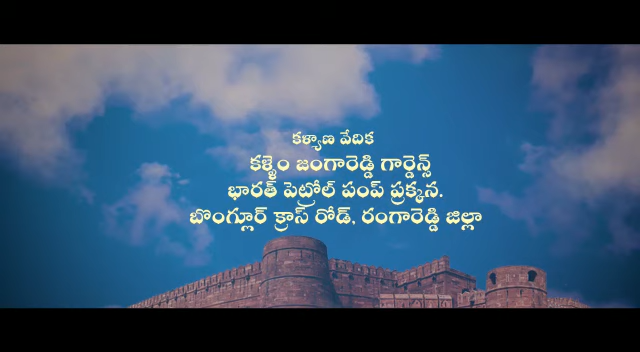 కళ్యాణ వేదిక
కళ్ళెం జంగారెడ్డి గార్డెన్స్
భారత్ పెట్రోల్ పంప్ ప్రక్కన.
బొంగ్లూర్ క్రాస్ రోడ్, రంగారెడ్డి జిల్లా